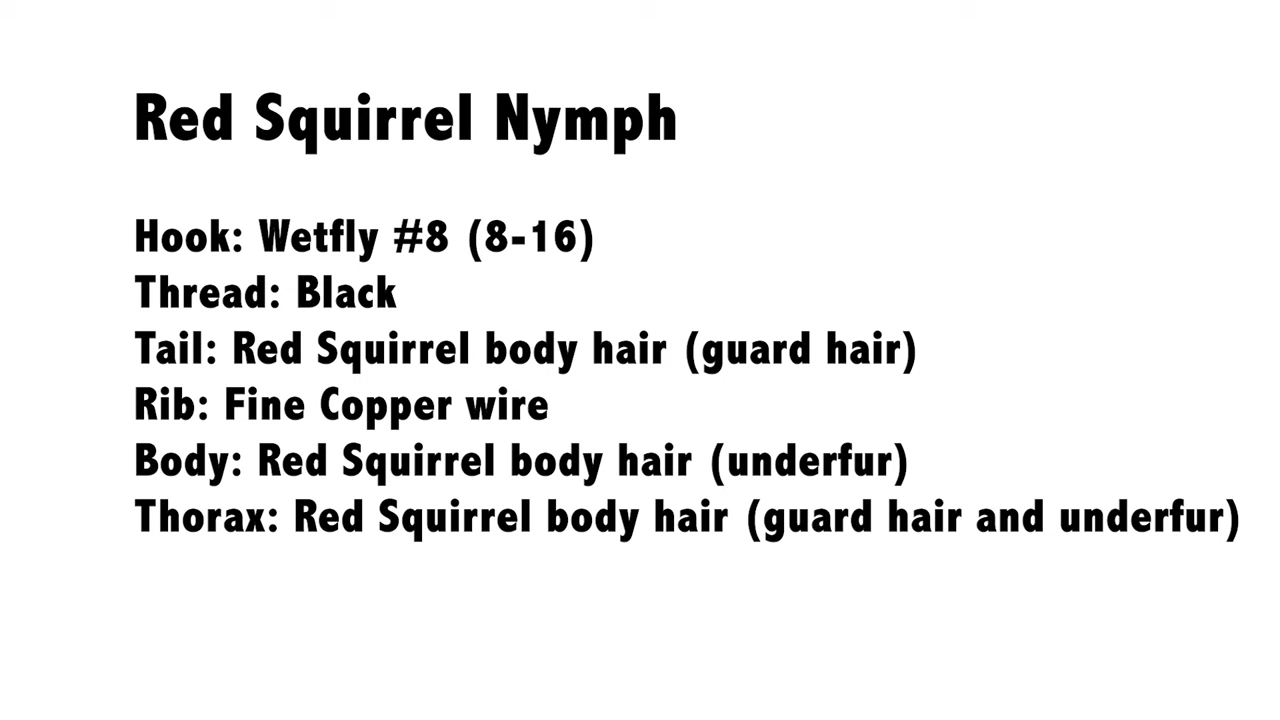 Red Squirrel Nymph
Hook: Wetfly #8 (8-16)
Thread: Black
Tail: Red Squirrel body hair (guard hair)
Rib: Fine Copper wire
Body: Red Squirrel body hair (underfur)
Thorax: Red Squirrel body hair (guard hair and underfur)